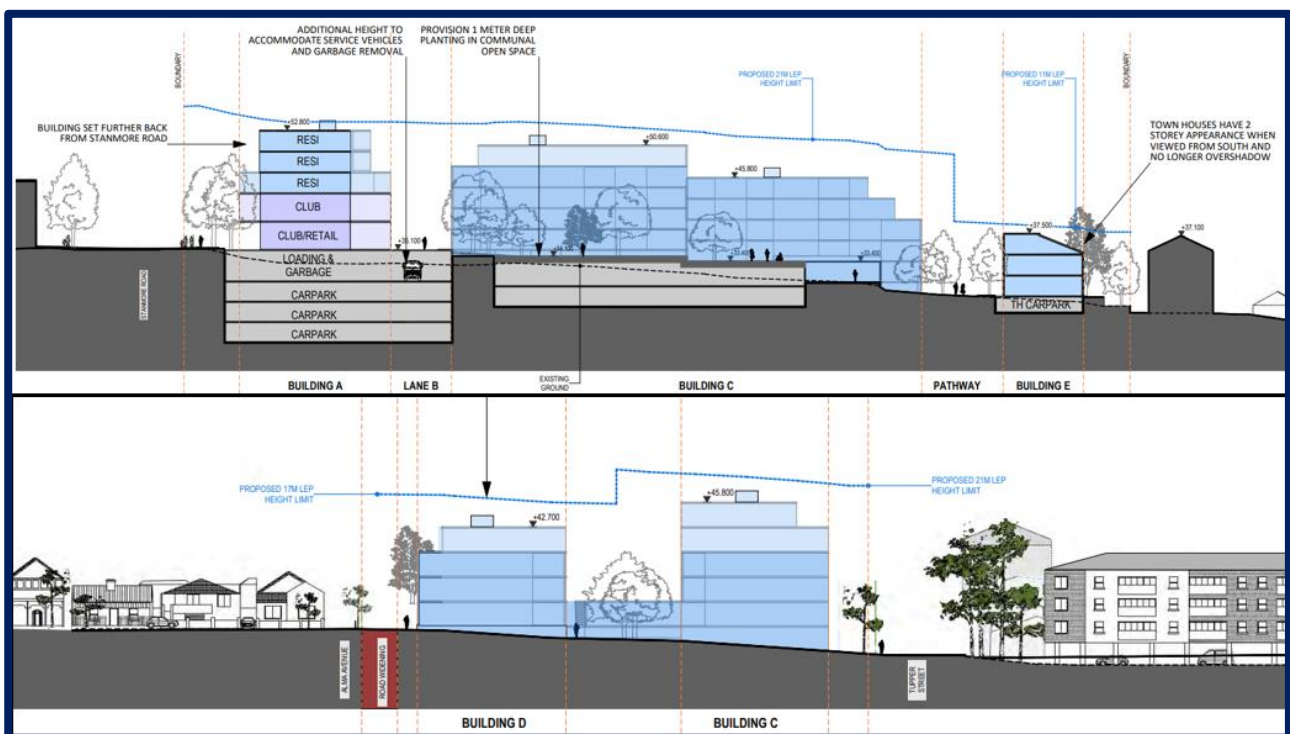 ADDITIONAL HEIGHT TO
ACCOMMODATE SERVICE VEHICLES
AND GARBAGE REMOVAL
PROVISION 1 METER DEEP
PLANTING IN COMMUNAL
OPEN SPACE
BOUNDARY
PROPOSED 21M LEP
HEIGHT LIMIT
PROPOSED 11M LEP
HEIGHT LIMIT
BOUNDARY
BUILDING SET FURTHER BACK
FROM STANMORE ROAD
TOWN HOUSES HAVE 2
STOREY APPEARANCE WHEN
VIEWED FROM SOUTH AND
NO LONGER OVERSHADOW
+52.800
+50.600
+45.800
+37.500
+37.100
RESI
RESI
RESI
CLUB
CLUB/RETAIL
LOADING &
GARBAGE
CARPARK
CARPARK
CARPARK
STANMORE ROAD
TH CARPARK
EXISTING
GROUND
BUILDING A
LANE B
BUILDING C
PATHWAY
BUILDING E
PROPOSED 17M LEP
HEIGHT LIMIT
PROPOSED 21M LEP
HEIGHT LIMIT
+42.700
+45.800
ALMA AVENUE
ROAD WIDENING
TUPPER
STREET
BUILDING D
BUILDING C